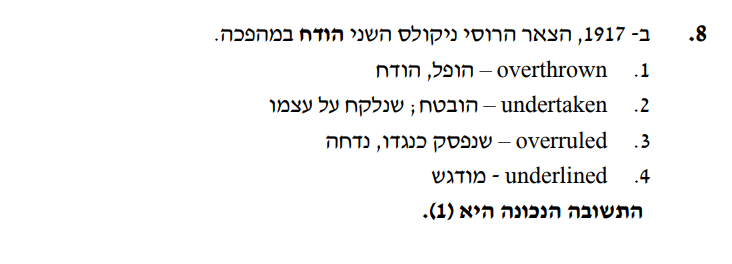 8. ב- 1917, הצאר הרוסי ניקולס השני הודח במהפכה.
1. overthrown – הופל, הודח
2. undertaken – הובטח; שנלקח על עצמו
3. overruled – שנפסק כנגדו, נדחה
4. underlined - מודגש
התשובה הנכונה היא (1).